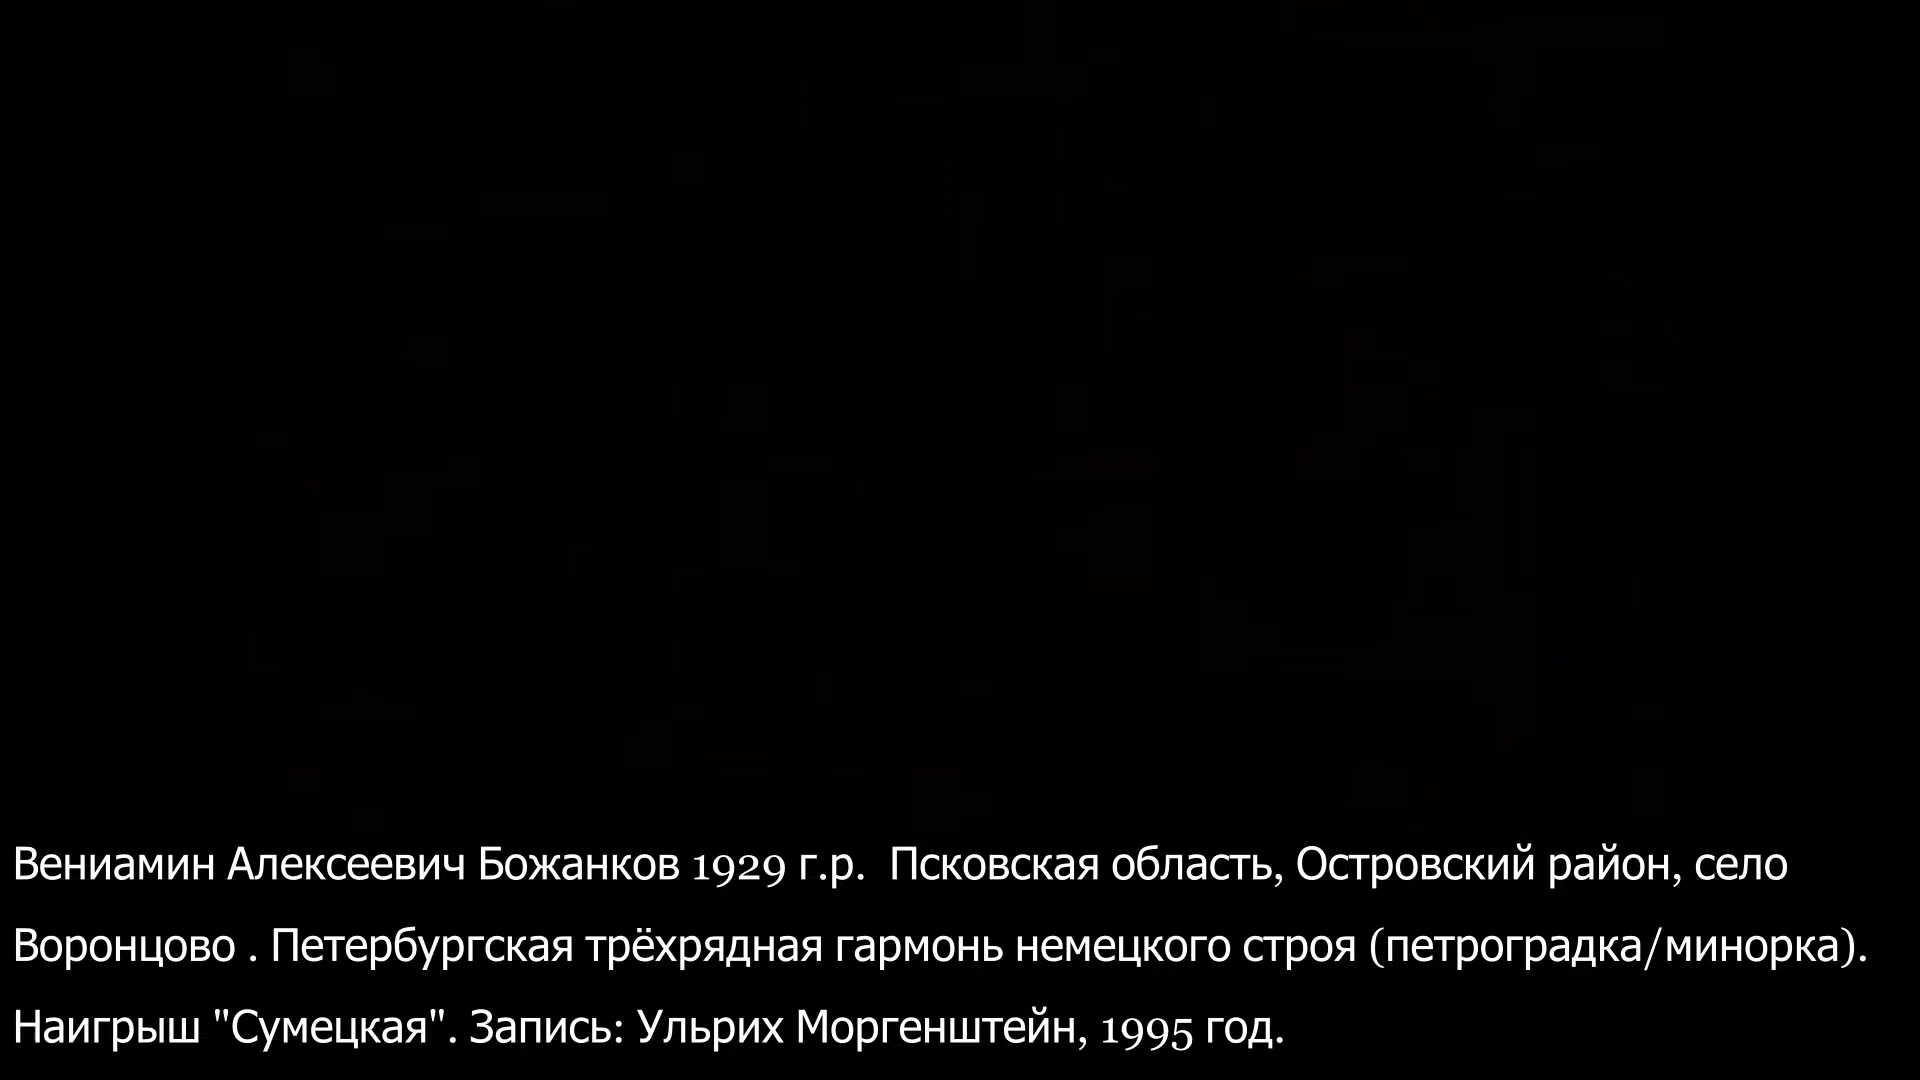 Вениамин Алексеевич Божанков 1929 г.р.  Псковская область, Островский район, село
Воронцово . Петербургская трёхрядная гармонь немецкого строя (петроградка/минорка).
Наигрыш "Сумецкая". Запись: Ульрих Моргенштейн, 1995 год.